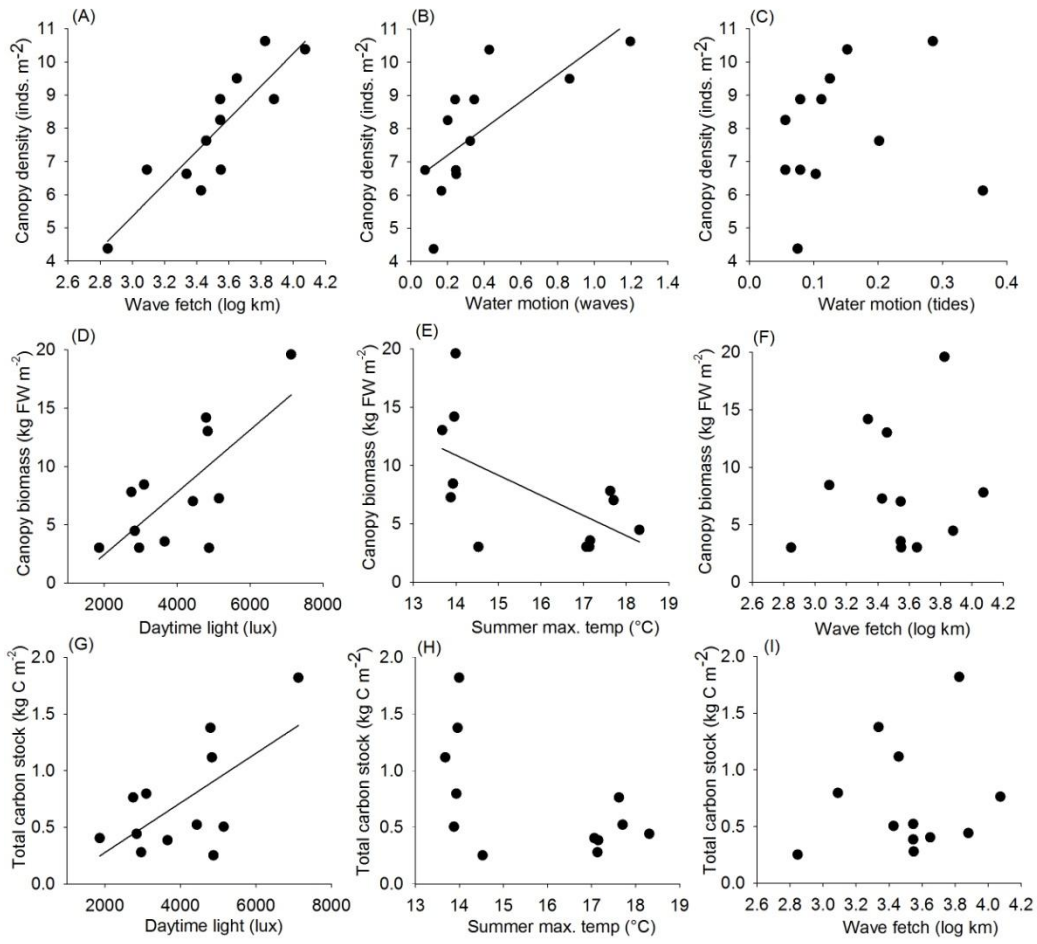 (A)
Canopy density (inds. m-2)
11
10
9
8
7
6
5
4
2.6 2.8 3.0 3.2 3.4 3.6 3.8 4.0 4.2
Wave fetch (log km)
(B)
Canopy density (inds. m-2)
11
10
9
8
7
6
5
4
0.0 0.2 0.4 0.6 0.8 1.0 1.2 1.4
Water motion (waves)
(C)
Canopy density (inds. m-2)
11
10
9
8
7
6
5
4
0.0 0.1 0.2 0.3 0.4
Water motion (tides)
(D)
Canopy biomass (kg FW m-2)
20
15
10
5
0
2000 4000 6000 8000
Daytime light (lux)
(E)
Canopy biomass (kg FW m-2)
20
15
10
5
0
13 14 15 16 17 18 19
Summer max. temp (°C)
(F)
Canopy biomass (kg FW m-2)
20
15
10
5
0
2.6 2.8 3.0 3.2 3.4 3.6 3.8 4.0 4.2
Wave fetch (log km)
(G)
Total carbon stock (kg C m-2)
2.0
1.5
1.0
0.5
0.0
2000 4000 6000 8000
Daytime light (lux)
(H)
Total carbon stock (kg C m-2)
2.0
1.5
1.0
0.5
0.0
13 14 15 16 17 18 19
Summer max. temp (°C)
(I)
Total carbon stock (kg C m-2)
2.0
1.5
1.0
0.5
0.0
2.6 2.8 3.0 3.2 3.4 3.6 3.8 4.0 4.2
Wave fetch (log km)